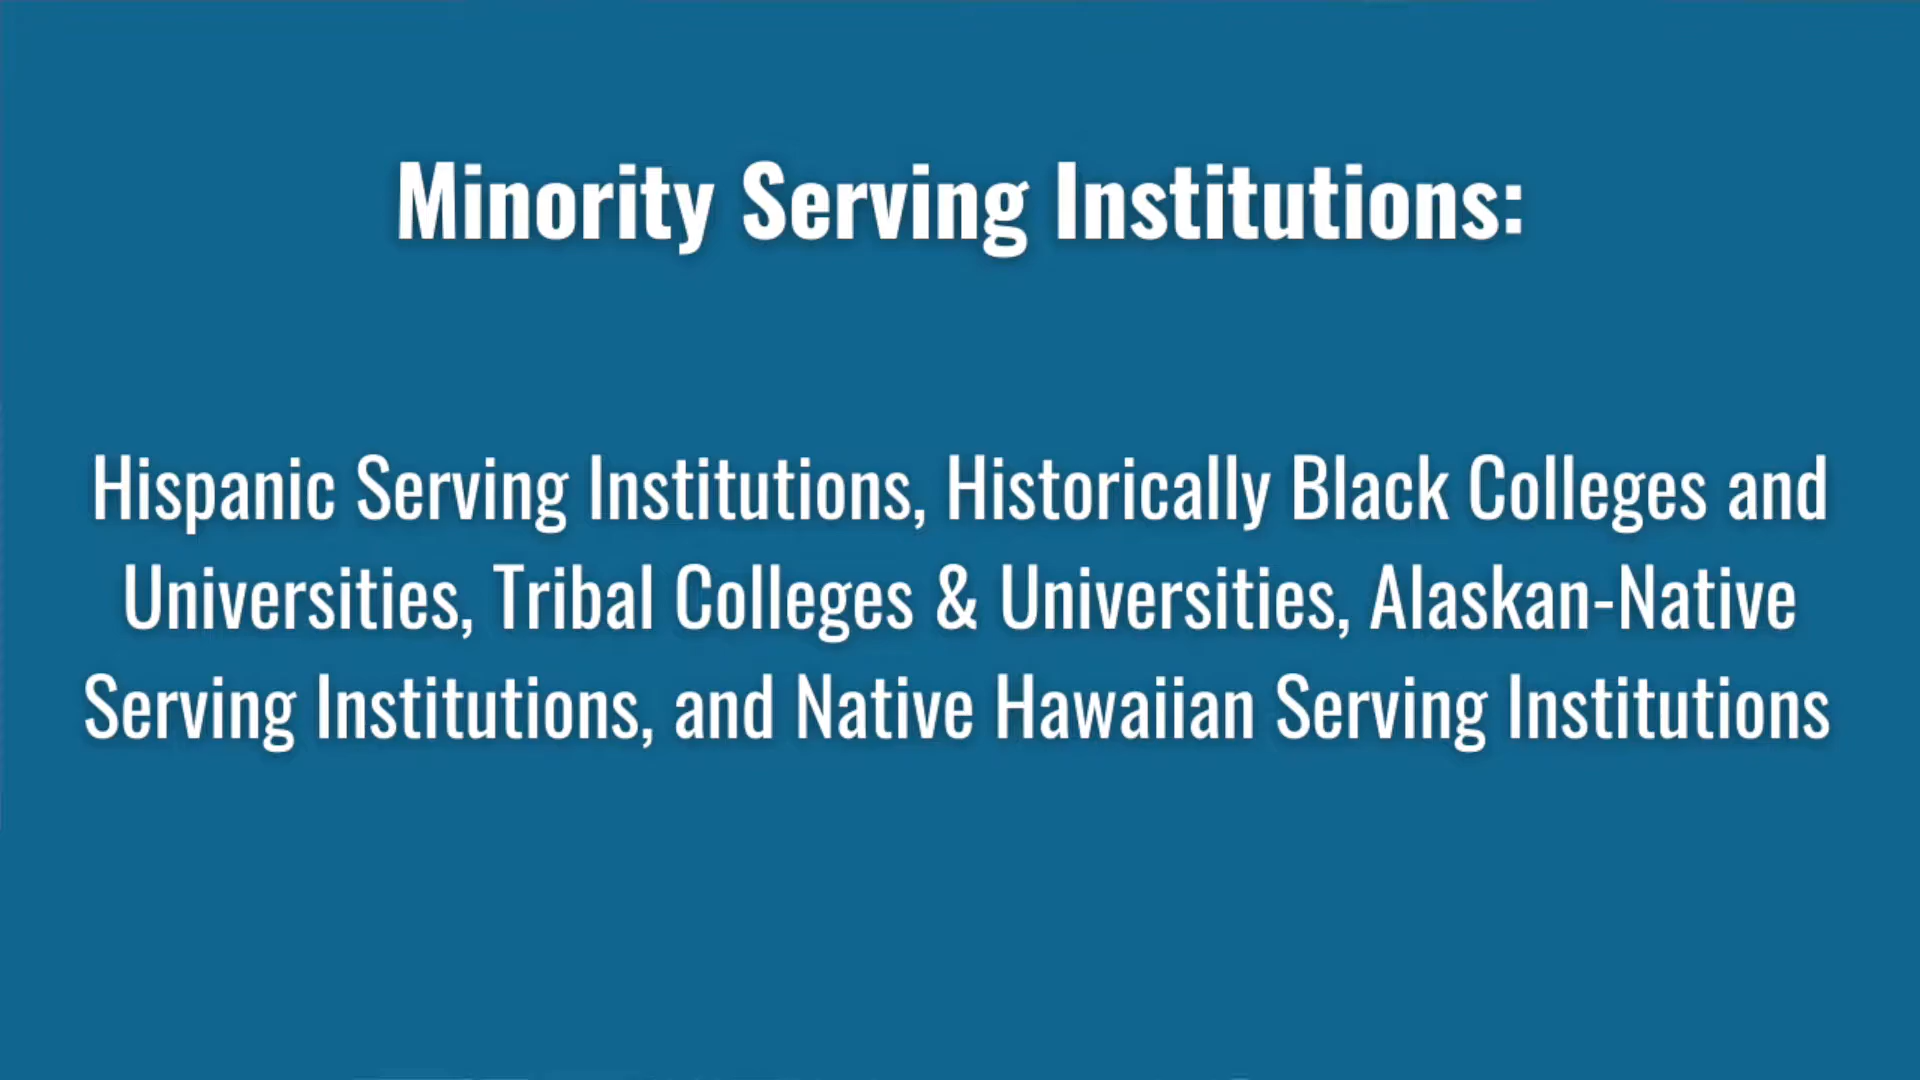 Minority Serving Institutions:
Hispanic Serving Institutions, Historically Black Colleges and
Universities, Tribal Colleges & Universities, Alaskan-Native
Serving Institutions, and Native Hawaiian Serving Institutions